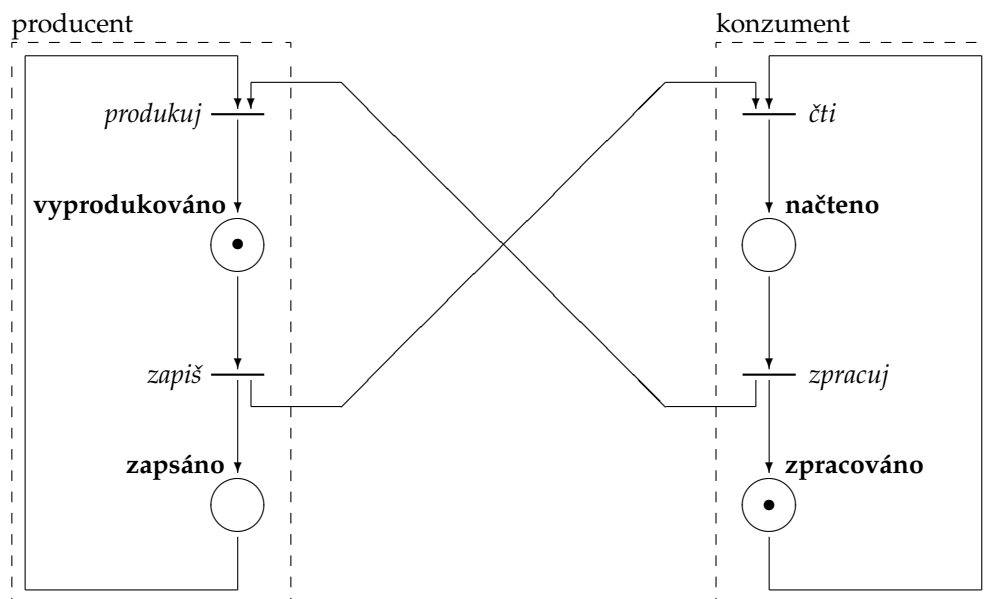 producent
konzument
produkuj
čti
vyprodukováno
načteno
zapiš
zpracuj
zapsáno
zpracováno